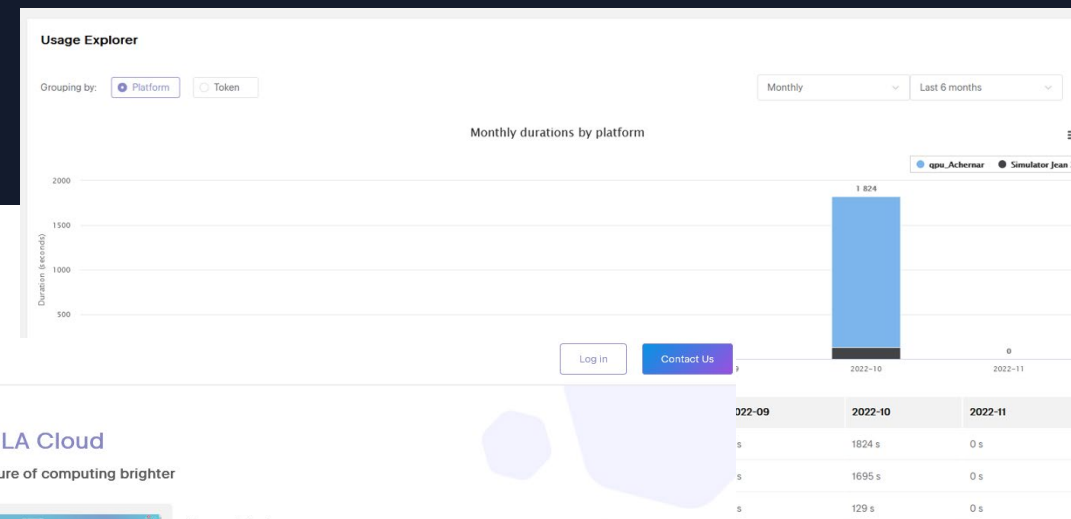 Usage Explorer
Grouping by: Platform Token
Monthly Last 6 months
Monthly durations by platform
qpu_Achernar Simulator Jean
2000
1 824
1500
1000
500
Duration (seconds)
0
2022-10 2022-11
Log in Contact Us
022-09 2022-10 2022-11
s 1824 s 0 s
s 1695 s 0 s
s 129 s 0 s
LA Cloud
ure of computing brighter